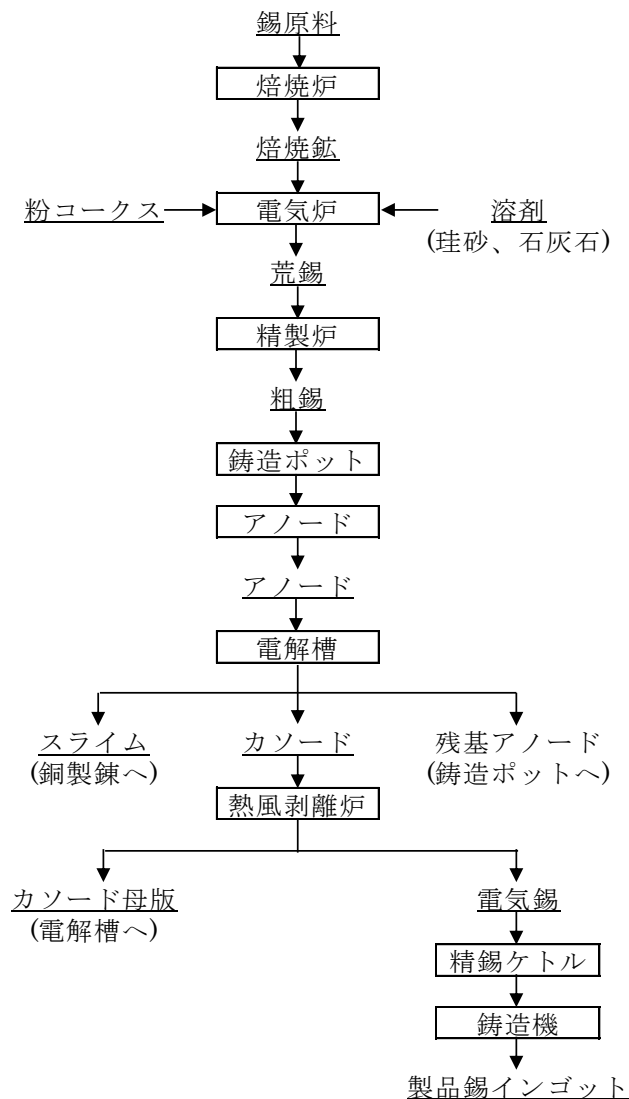 錫原料
焙焼炉
焙焼鉱
粉コークス
電気炉
溶剤
(珪砂、石灰石)
荒錫
精製炉
粗錫
鋳造ポット
アノード
アノード
電解槽
スライム
(銅製錬へ)
カソード
残基アノード
(鋳造ポットへ)
熱風剥離炉
カソード母版
(電解槽へ)
電気錫
精錫ケトル
鋳造機
製品錫インゴット